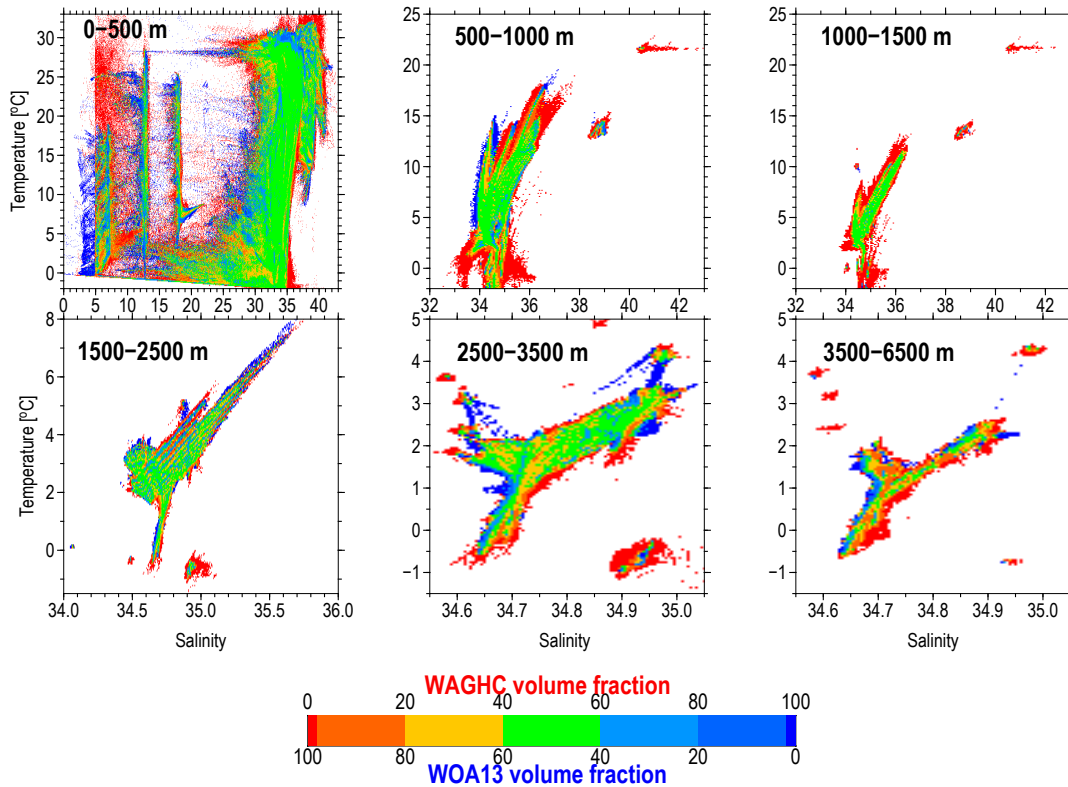 0−500 m
500−1000 m
1000−1500 m
Temperature [ºC]
30
25
20
15
10
5
0
0 5 10 15 20 25 30 35 40
25
20
15
10
5
0
32 34 36 38 40 42
25
20
15
10
5
0
32 34 36 38 40 42
1500−2500 m
2500−3500 m
3500−6500 m
Temperature [ºC]
8
6
4
2
0
34.0 34.5 35.0 35.5 36.0
5
4
3
2
1
0
−1
34.6 34.7 34.8 34.9 35.0
5
4
3
2
1
0
−1
34.6 34.7 34.8 34.9 35.0
Salinity
Salinity
Salinity
WAGHC volume fraction
0 20 40 60 80 100
100 80 60 40 20 0
WOA13 volume fraction